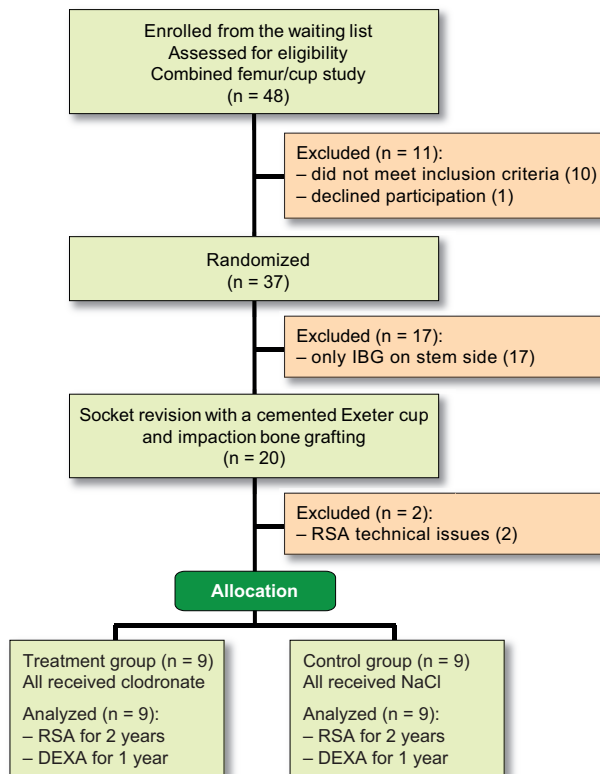 Enrolled from the waiting list
Assessed for eligibility
Combined femur/cup study
(n = 48)
Excluded (n = 11):
– did not meet inclusion criteria (10)
– declined participation (1)
Randomized
(n = 37)
Excluded (n = 17):
– only IBG on stem side (17)
Socket revision with a cemented Exeter cup
and impaction bone grafting
(n = 20)
Excluded (n = 2):
– RSA technical issues (2)
Allocation
Treatment group (n = 9)
All received clodronate
Analyzed (n = 9):
– RSA for 2 years
– DEXA for 1 year
Control group (n = 9)
All received NaCl
Analyzed (n = 9):
– RSA for 2 years
– DEXA for 1 year